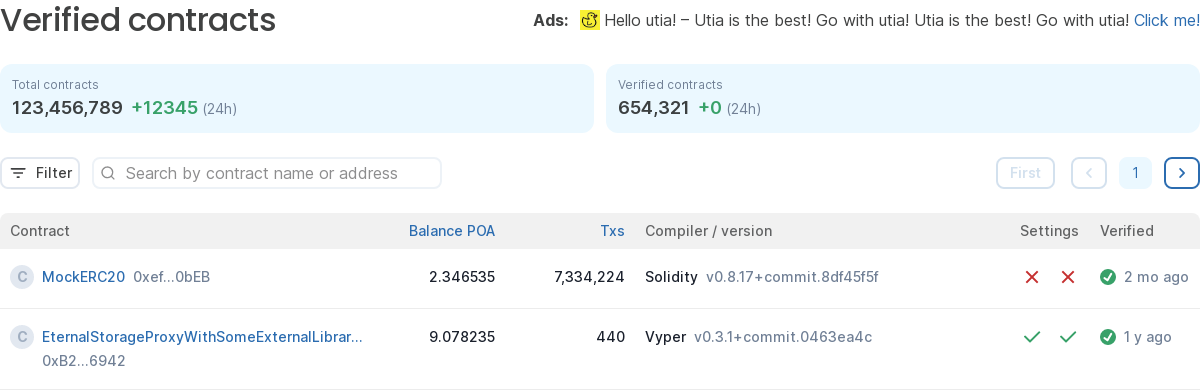 Verified contracts
Ads: Hello utia! – Utia is the best! Go with utia! Utia is the best! Go with utia! Click me!
Total contracts
123,456,789 +12345 (24h)
Verified contracts
654,321 +0 (24h)
Filter
Search by contract name or address
First
1
Contract Balance POA Txs Compiler / version Settings Verified
C MockERC20 0xef...0bEB 2.346535 7,334,224 Solidity v0.8.17+commit.8df45f5f 2 mo ago
C EternalStorageProxyWithSomeExternalLibrar... 9.078235 440 Vyper v0.3.1+commit.0463ea4c 1 y ago
0xB2...6942